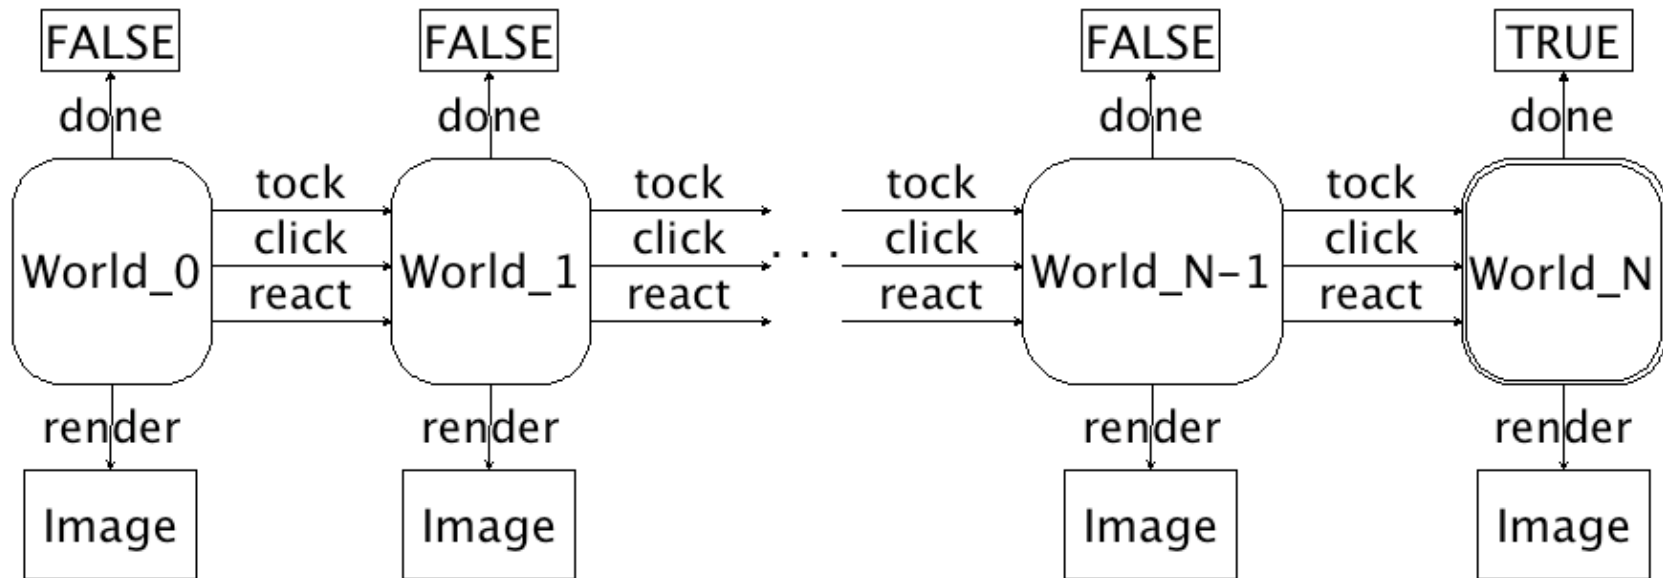 FALSE FALSE FALSE TRUE
done done done done
tock tock tock tock
click click . . . click click
World_0 World_1 World_N-1 World_N
react react react react
render render render render
Image Image Image Image